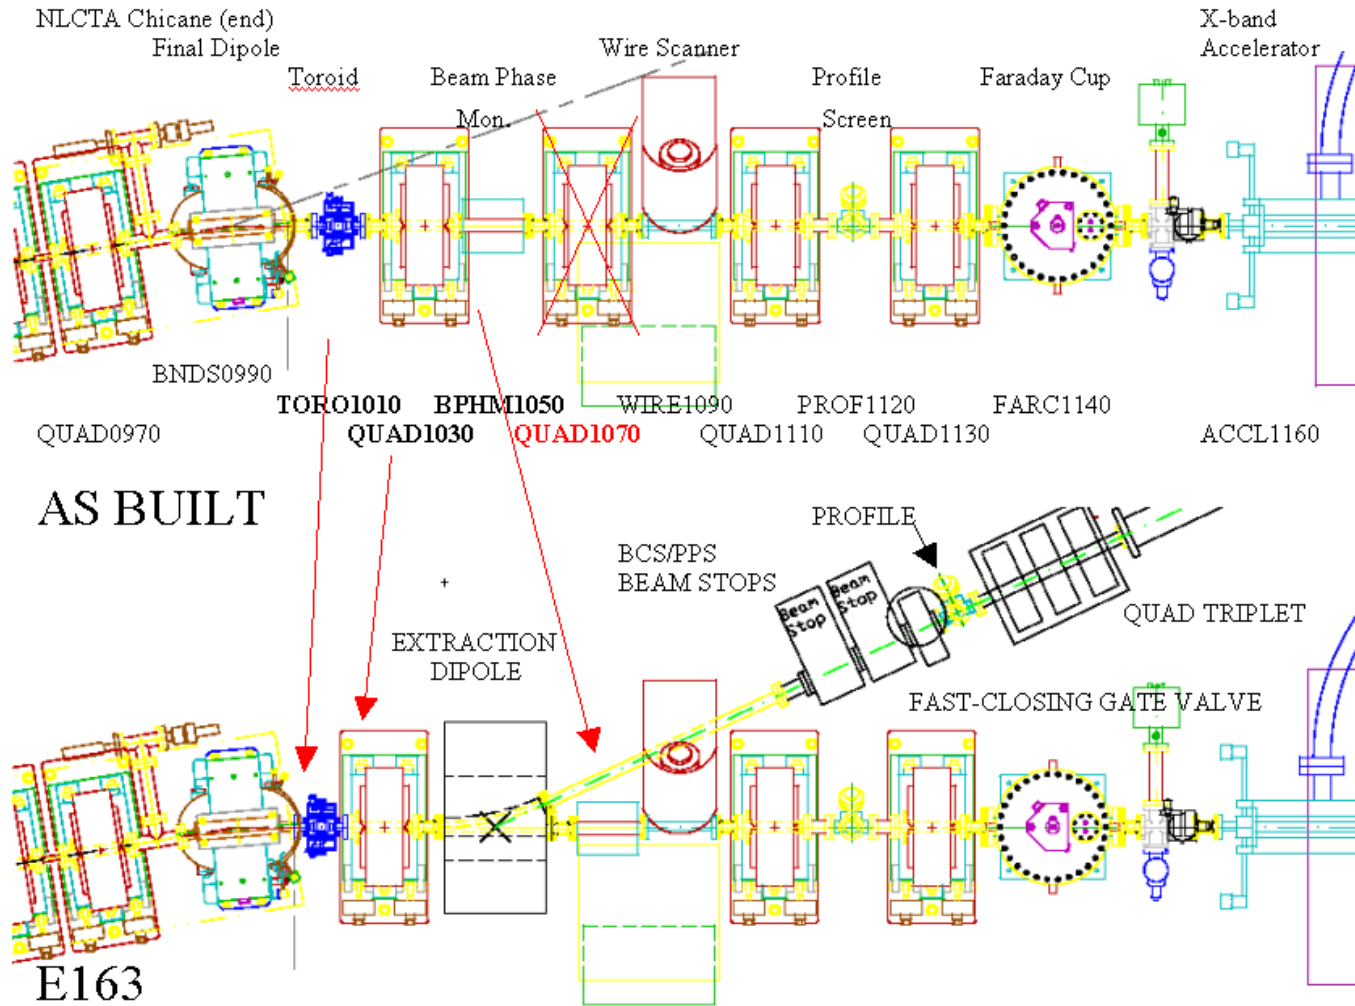 NLCTA Chicane (end)
Final Dipole
Toroid
Beam Phase
Mon.
Wire Scanner
Profile
Screen
Faraday Cup
X-band
Accelerator
BNDS0990
TORO1010
BPHM1050
WIRE1090
PROF1120
FARC1140
QUAD0970
QUAD1030
QUAD1070
QUAD1110
QUAD1130
ACCL1160
AS BUILT
PROFILE
BCS/PPS
BEAM STOPS
Beam
Stop
Beam
Stop
QUAD TRIPLET
EXTRACTION
DIPOLE
FAST-CLOSING GATE VALVE
E163